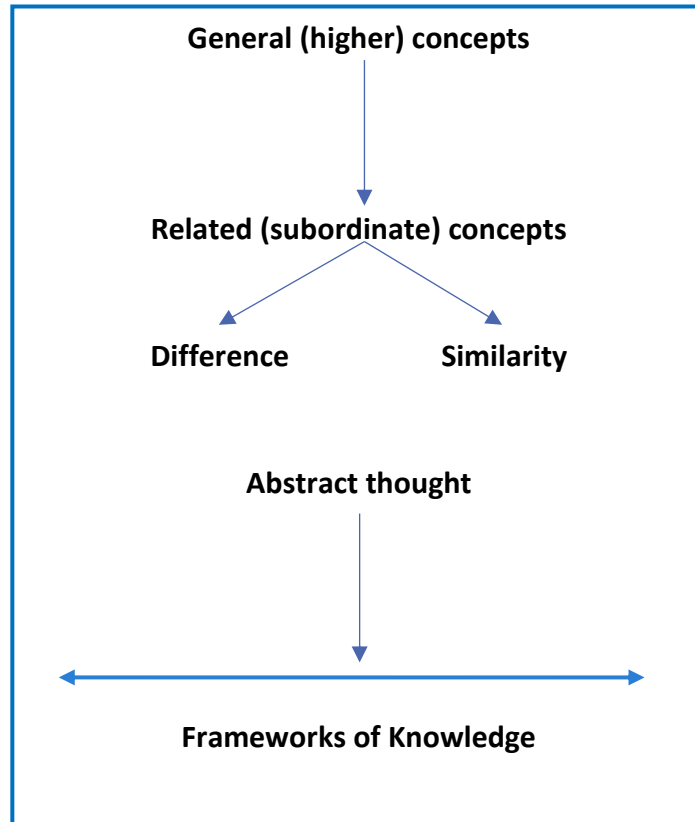 General (higher) concepts
Related (subordinate) concepts
Difference Similarity
Abstract thought
Frameworks of Knowledge